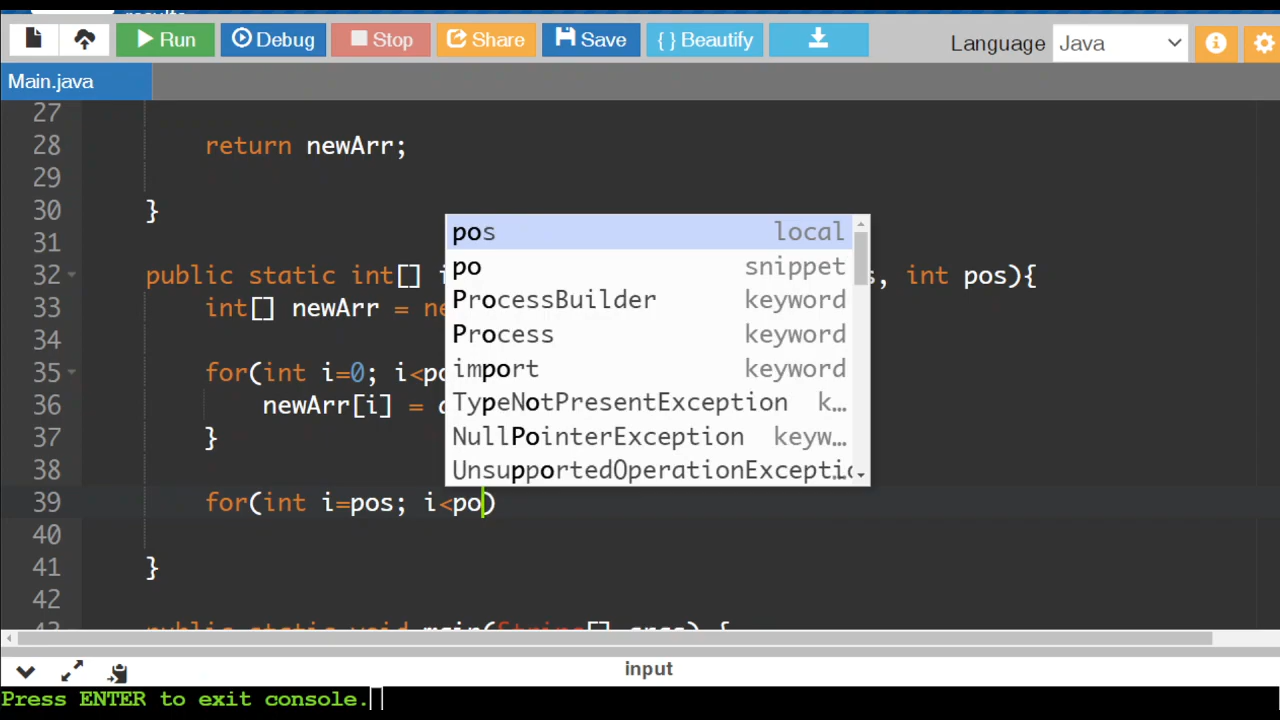 Run Debug Stop Share Save { } Beautify Language Java
Main.java
27
28 return newArr;
29
30 }
31
32 public static int[] int pos){
33 int[] newArr =
34
35 for(int i=0;
36 newArr[i] =
37 }
38
39 for(int i=pos; i<po)
40
41 }
42
pos local
po snippet
ProcessBuilder keyword
Process keyword
import keyword
TypeNotPresentException k…
NullPointerException keyw…
input
Press ENTER to exit console.